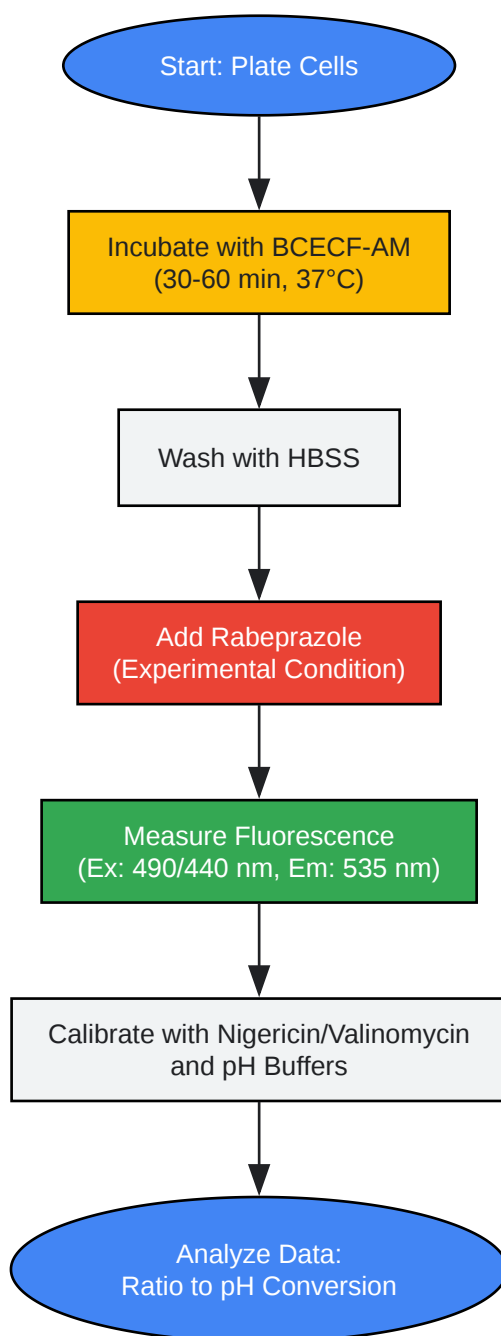 Start: Plate Cells
Incubate with BCECF-AM
(30-60 min, 37°C)
Wash with HBSS
Add Rabeprazole
(Experimental Condition)
Measure Fluorescence
(Ex: 490/440 nm, Em: 535 nm)
Calibrate with Nigericin/Valinomycin
and pH Buffers
Analyze Data:
Ratio to pH Conversion